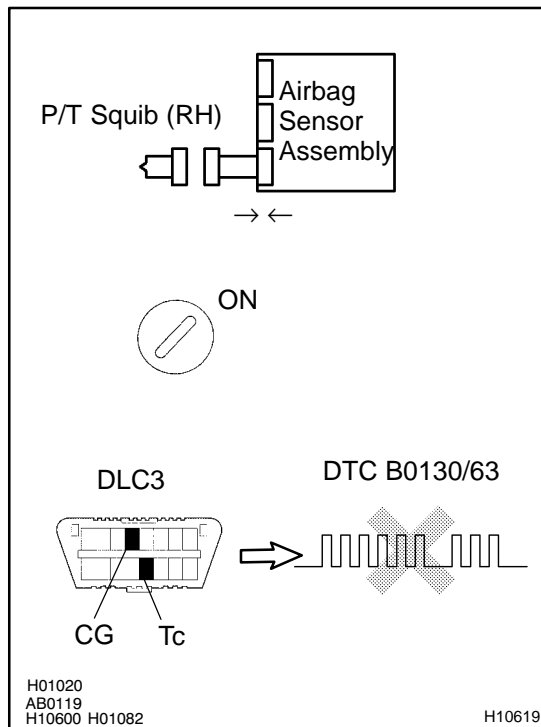 P/T Squib (RH)
Airbag
Sensor
Assembly
ON
DLC3
DTC B0130/63
CG
Tc
H01020
AB0119
H10600 H01082
H10619